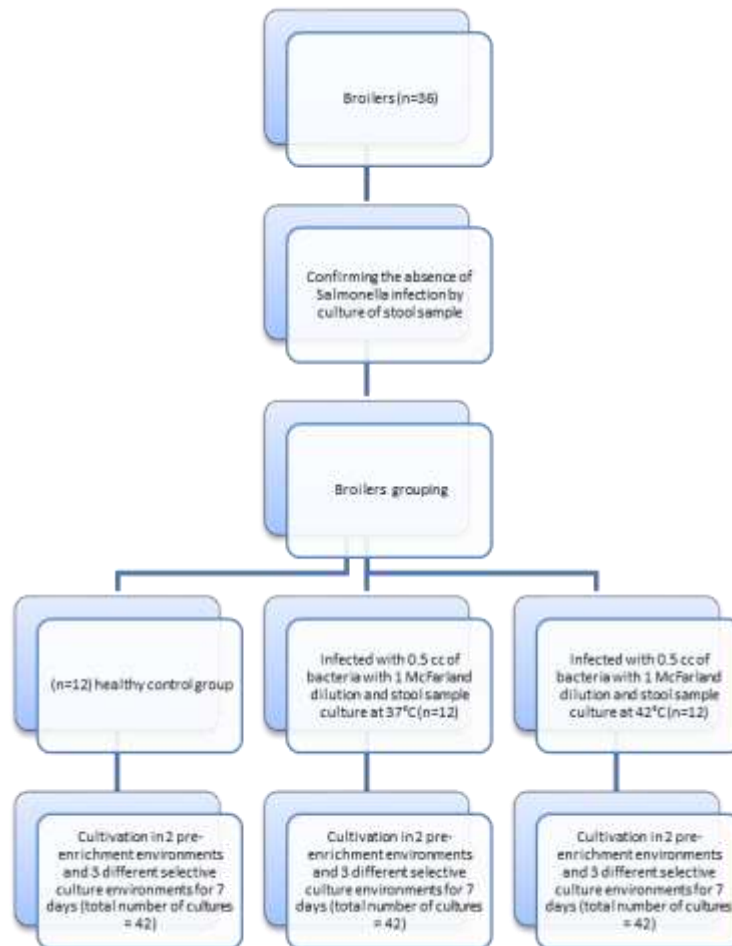 Broilers (n=36)
Confirming the absence of
Salmonella infection by
culture of stool sample
Broilers grouping
(n=12) healthy control group
Infected with 0.5 cc of
bacteria with 1 McFarland
dilution and stool sample
culture at 37°C (n=12)
Infected with 0.5 cc of
bacteria with 1 McFarland
dilution and stool sample
culture at 42°C (n=12)
Cultivation in 2 pre-
enrichment environments
and 3 different selective
culture environments for 7
days (total number of cultures
= 42)
Cultivation in 2 pre-
enrichment environments
and 3 different selective
culture environments for 7
days (total number of cultures
= 42)
Cultivation in 2 pre-
enrichment environments
and 3 different selective
culture environments for 7
days (total number of cultures
= 42)